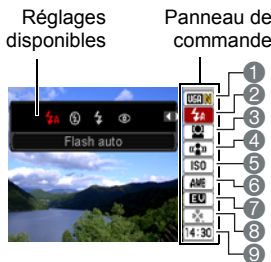 Réglages
disponibles
Panneau de
commande
Flash auto
ISO
EV
14:30
1
2
3
4
5
6
7
8
9